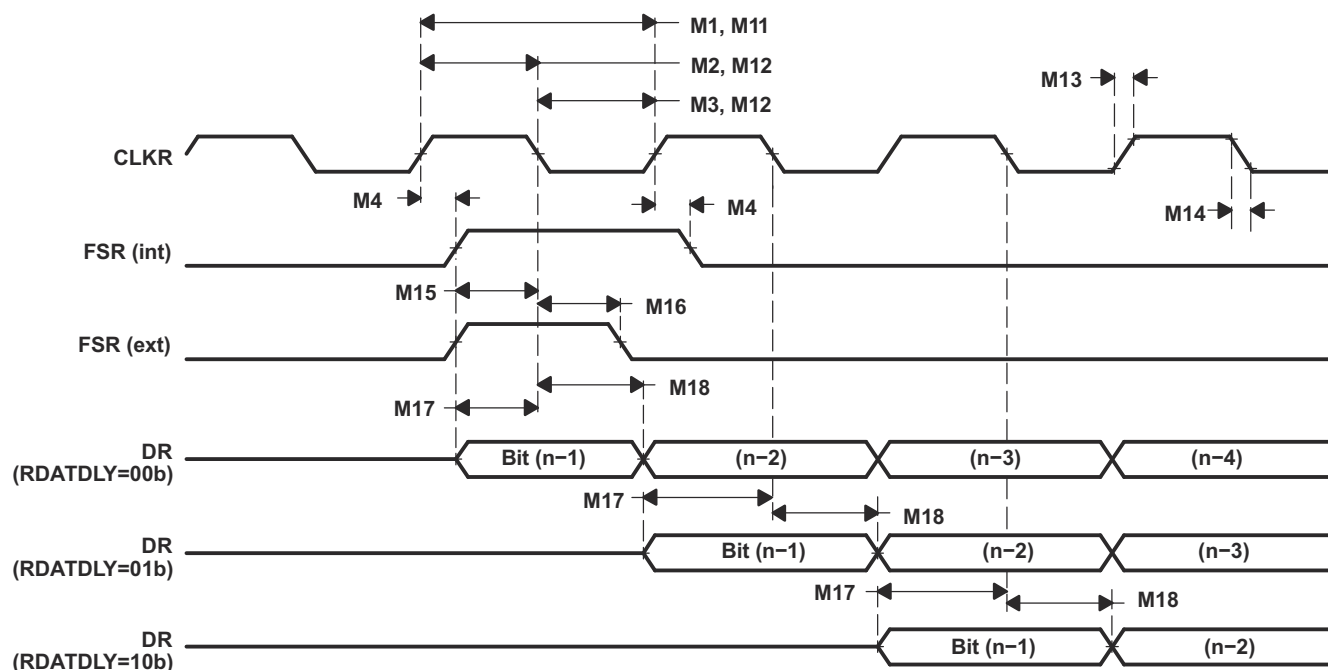 M1, M11
M2, M12
M13
M3, M12
CLKR
M4
M4
M14
FSR (int)
M15
M16
FSR (ext)
M18
M17
DR
(RDATDLY=00b)
Bit (n−1)
(n−2)
(n−3)
(n−4)
M17
M18
DR
(RDATDLY=01b)
Bit (n−1)
(n−2)
(n−3)
M17
M18
DR
(RDATDLY=10b)
Bit (n−1)
(n−2)